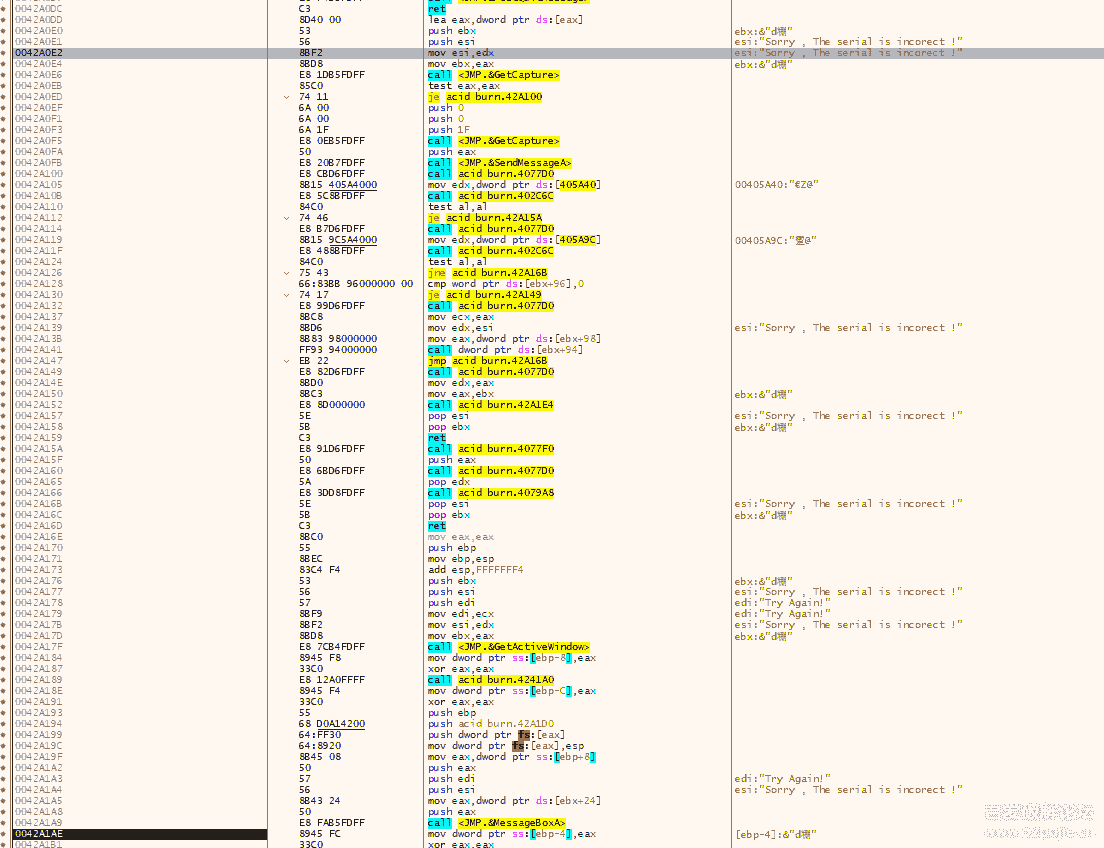 0042A0DC C3 ret
0042A0DD 8D40 00 lea eax,dword ptr ds:[eax]
0042A0E0 53 push ebx ebx:&"d棚"
0042A0E1 56 push esi esi:"Sorry , The serial is incorect !"
0042A0E2 8BF2 mov esi,edx esi:"Sorry , The serial is incorect !"
0042A0E4 8BD8 mov ebx,eax ebx:&"d棚"
0042A0E6 E8 1DB5FDFF call <JMP.&GetCapture>
0042A0EB 85C0 test eax,eax
0042A0ED 74 11 je acid burn.42A100
0042A0EF 6A 00 push 0
0042A0F1 6A 00 push 0
0042A0F3 6A 1F push 1F
0042A0F5 E8 0EB5FDFF call <JMP.&GetCapture>
0042A0FA 50 push eax
0042A0FB E8 20B7FDFF call <JMP.&SendMessageA>
0042A100 E8 CBD6FDFF call acid burn.4077D0
0042A105 8B15 405A4000 mov edx,dword ptr ds:[405A40] 00405A40:"€Z@"
0042A10B E8 5C8BFDFF call acid burn.402C6C
0042A110 84C0 test al,al
0042A112 74 46 je acid burn.42A15A
0042A114 E8 B7D6FDFF call acid burn.4077D0
0042A119 8B15 9C5A4000 mov edx,dword ptr ds:[405A9C] 00405A9C:
0042A11F E8 488BFDFF call acid burn.402C6C
0042A124 84C0 test al,al
0042A126 75 43 jne acid burn.42A16B
0042A128 66:83BB 96000000 00 cmp word ptr ds:[ebx+96],0
0042A130 74 17 je acid burn.42A149
0042A132 E8 99D6FDFF call acid burn.4077D0
0042A137 8BC8 mov ecx,eax
0042A139 8BD6 mov edx,esi esi:"Sorry , The serial is incorect !"
0042A13B 8B83 98000000 mov eax,dword ptr ds:[ebx+98]
0042A141 FF93 94000000 call dword ptr ds:[ebx+94]
0042A147 EB 22 jmp acid burn.42A16B
0042A149 E8 82D6FDFF call acid burn.4077D0
0042A14E 8BD0 mov edx,eax
0042A150 8BC3 mov eax,ebx ebx:&"d棚"
0042A152 E8 8D000000 call acid burn.42A1E4
0042A157 5E pop esi esi:"Sorry , The serial is incorect !"
0042A158 5B pop ebx ebx:&"d棚"
0042A159 C3 ret
0042A15A E8 91D6FDFF call acid burn.4077F0
0042A15F 50 push eax
0042A160 E8 6BD6FDFF call acid burn.4077D0
0042A165 5A pop edx
0042A166 E8 3DD8FDFF call acid burn.4079A8
0042A16B 5E pop esi esi:"Sorry , The serial is incorect !"
0042A16C 5B pop ebx ebx:&"d棚"
0042A16D C3 ret
0042A16E 8BC0 mov eax,eax
0042A170 55 push ebp
0042A171 8BEC mov ebp,esp
0042A173 83C4 F4 add esp,FFFFFFF4
0042A176 53 push ebx ebx:&"d棚"
0042A177 56 push esi esi:"Sorry , The serial is incorect !"
0042A178 57 push edi edi:"Try Again!"
0042A179 8BF9 mov edi,ecx edi:"Try Again!"
0042A17B 8BF2 mov esi,edx esi:"Sorry , The serial is incorect !"
0042A17D 8BD8 mov ebx,eax ebx:&"d棚"
0042A17F E8 7CB4FDFF call <JMP.&GetActiveWindow>
0042A184 8945 F8 mov dword ptr ss:[ebp-8],eax
0042A187 33C0 xor eax,eax
0042A189 E8 12A0FFFF call acid burn.4241A0
0042A18E 8945 F4 mov dword ptr ss:[ebp-C],eax
0042A191 33C0 xor eax,eax
0042A193 55 push ebp
0042A194 68 D0A14200 push acid burn.42A1D0
0042A199 64:FF30 push dword ptr fs:[eax]
0042A19C 64:8920 mov dword ptr fs:[eax],esp
0042A19F 8B45 08 mov eax,dword ptr ss:[ebp+8]
0042A1A2 50 push eax
0042A1A3 57 push edi edi:"Try Again!"
0042A1A4 56 push esi esi:"Sorry , The serial is incorect !"
0042A1A5 8B43 24 mov eax,dword ptr ds:[ebx+24]
0042A1A8 50 push eax
0042A1A9 E8 FAB5FDFF call <JMP.&MessageBoxA>
0042A1AE 8945 FC mov dword ptr ss:[ebp-4],eax [ebp-4]:&"d棚"
0042A1B1 33C0 xor eax,eax